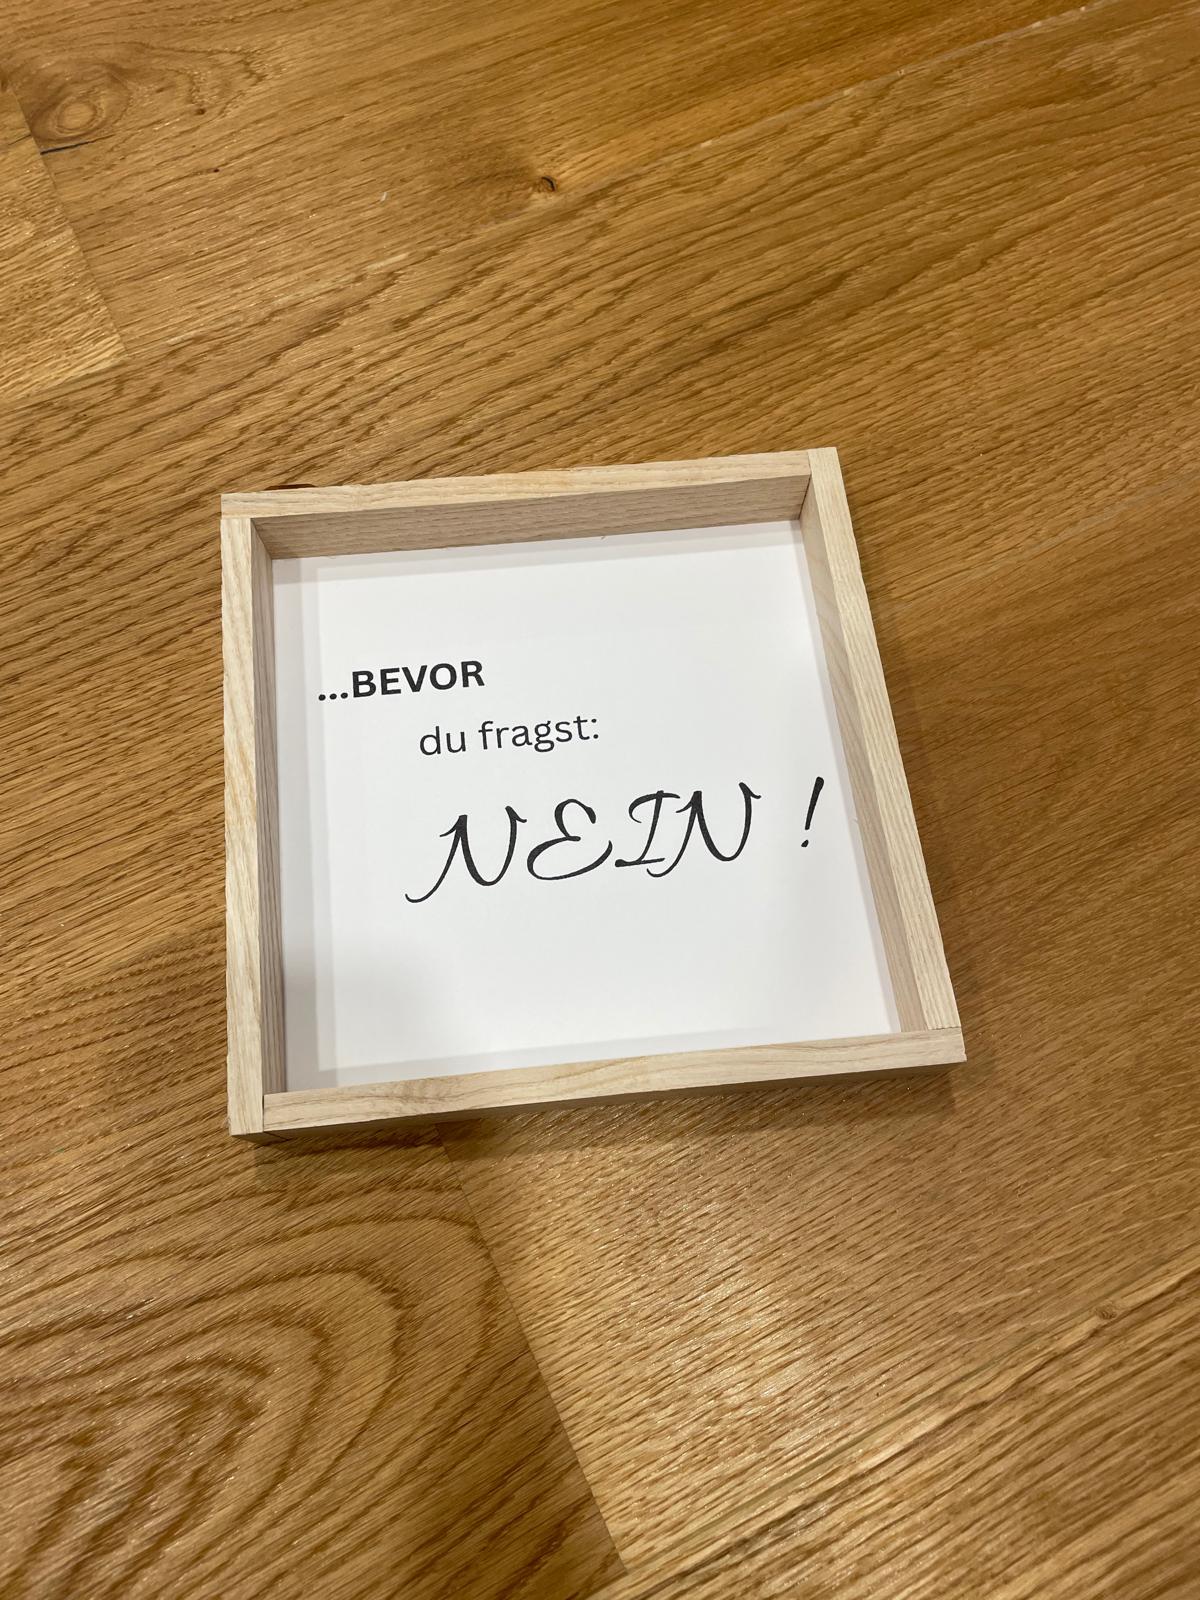 ...BEVOR
du fragst:
NEIN !